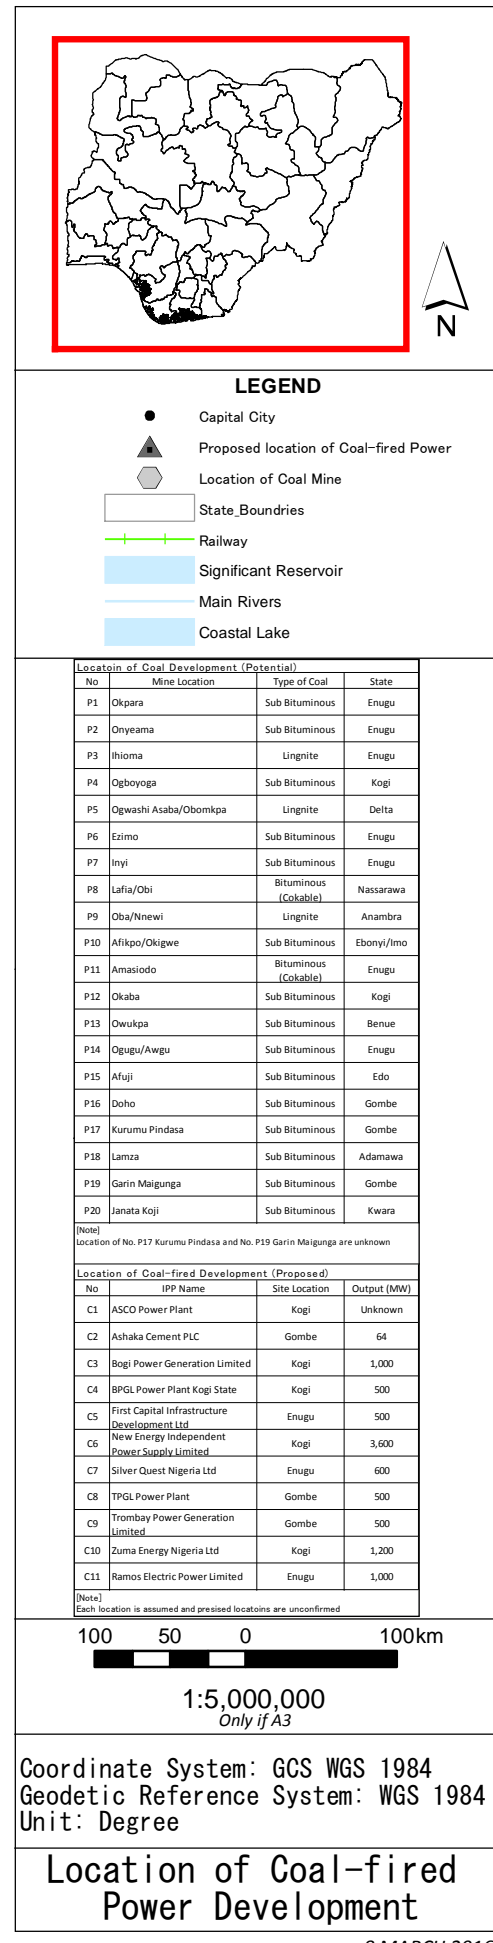 N
LEGEND
Capital City
Proposed location of Coal-fired Power
Location of Coal Mine
State_Boundries
Railway
Significant Reservoir
Main Rivers
Coastal Lake
Locatoin of Coal Development (Potential)
No Mine Location Type of Coal State
P1 Okpara Sub Bituminous Enugu
P2 Onyeama Sub Bituminous Enugu
P3 Ihioma Lingnite Enugu
P4 Ogboyoga Sub Bituminous Kogi
P5 Ogwashi Asaba/Obomkpa Lingnite Delta
P6 Ezimo Sub Bituminous Enugu
P7 Inyi Sub Bituminous Enugu
P8 Lafia/Obi Bituminous (Cokable) Nassarawa
P9 Oba/Nnewi Lingnite Anambra
P10 Afikpo/Okigwe Sub Bituminous Ebonyi/Imo
P11 Amasiodo Bituminous (Cokable) Enugu
P12 Okaba Sub Bituminous Kogi
P13 Owukpa Sub Bituminous Benue
P14 Ogugu/Awgu Sub Bituminous Enugu
P15 Afuji Sub Bituminous Edo
P16 Doho Sub Bituminous Gombe
P17 Kurumu Pindasa Sub Bituminous Gombe
P18 Lamza Sub Bituminous Adamawa
P19 Garin Maigunga Sub Bituminous Gombe
P20 Janata Koji Sub Bituminous Kwara
[Note]
Location of No. P17 Kurumu Pindasa and No. P19 Garin Maigunga are unknown
Location of Coal-fired Development (Proposed)
No IPP Name Site Location Output (MW)
C1 ASCO Power Plant Kogi Unknown
C2 Ashaka Cement PLC Gombe 64
C3 Bogi Power Generation Limited Kogi 1,000
C4 BPGL Power Plant Kogi State Kogi 500
C5 First Capital Infrastructure Development Ltd Enugu 500
C6 New Energy Independent Power Supply Limited Kogi 3,600
C7 Silver Quest Nigeria Ltd Enugu 600
C8 TPGL Power Plant Gombe 500
C9 Trombay Power Generation Limited Gombe 500
C10 Zuma Energy Nigeria Ltd Kogi 1,200
C11 Ramos Electric Power Limited Enugu 1,000
[Note]
Each location is assumed and presised locatoins are unconfirmed
100 50 0 100km
1:5,000,000
Only if A3
Coordinate System: GCS WGS 1984
Geodetic Reference System: WGS 1984
Unit: Degree
Location of Coal-fired
Power Development
MARCH